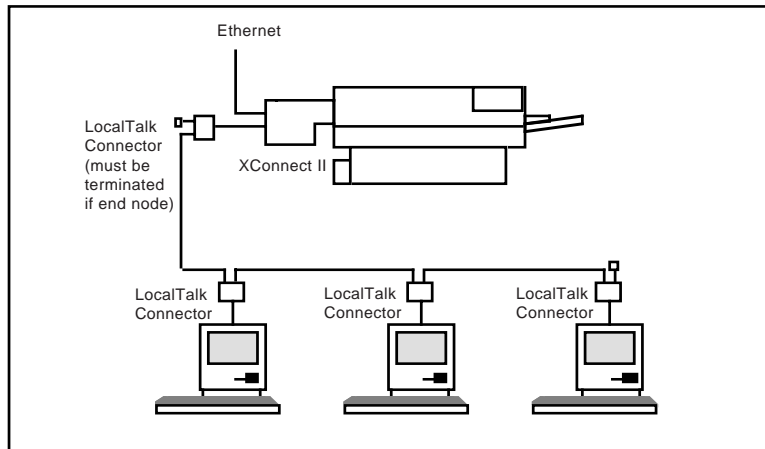 Ethernet
LocalTalk
Connector
(must be
terminated
if end node)
XConnect II
LocalTalk
Connector
LocalTalk
Connector
LocalTalk
Connector